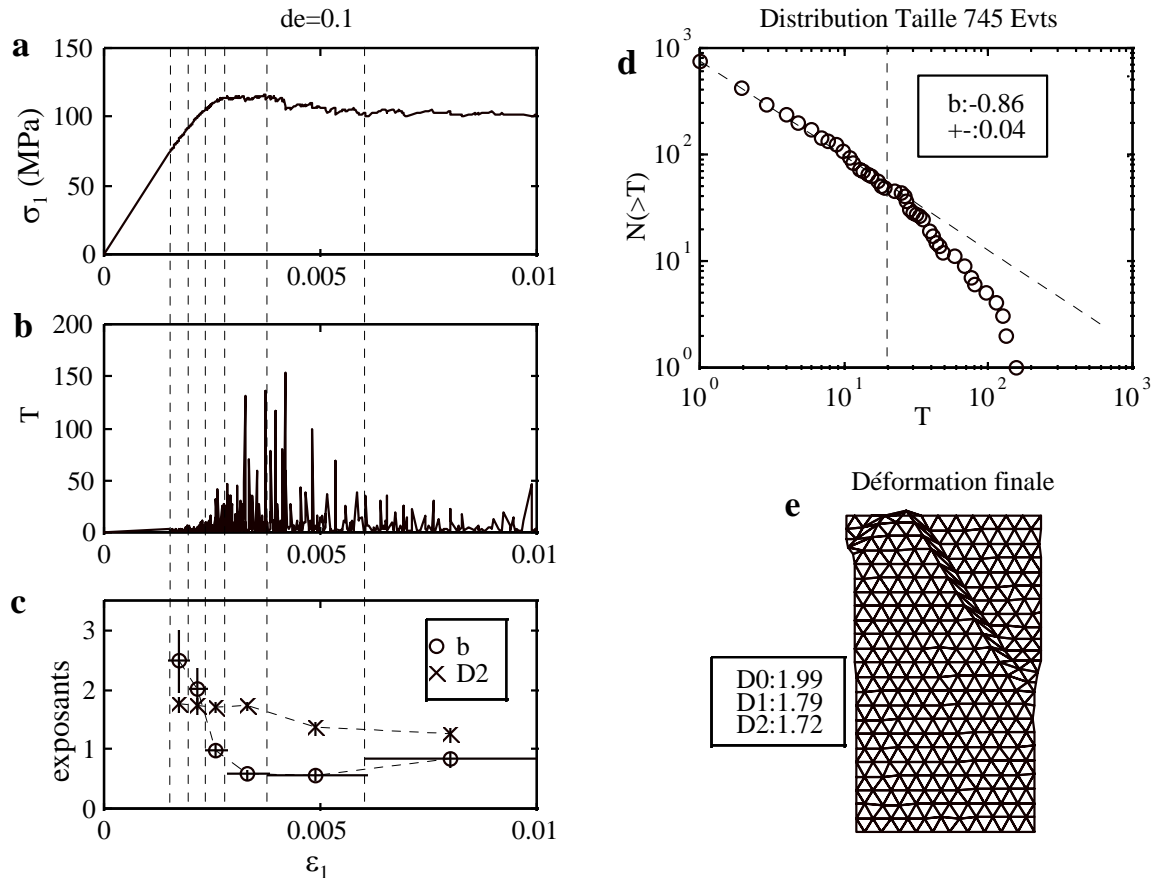 de=0.1
a
150
100
50
0
σ1 (MPa)
0
0.005
0.01
b
200
150
100
50
0
T
0
0.005
0.01
c
3
2
1
0
exposants
b
D2
0
0.005
0.01
ε1
Distribution Taille 745 Evts
d
10^3
10^2
10^1
10^0
N(>T)
b:-0.86
+-:0.04
10^0
10^1
10^2
10^3
T
Déformation finale
e
D0:1.99
D1:1.79
D2:1.72